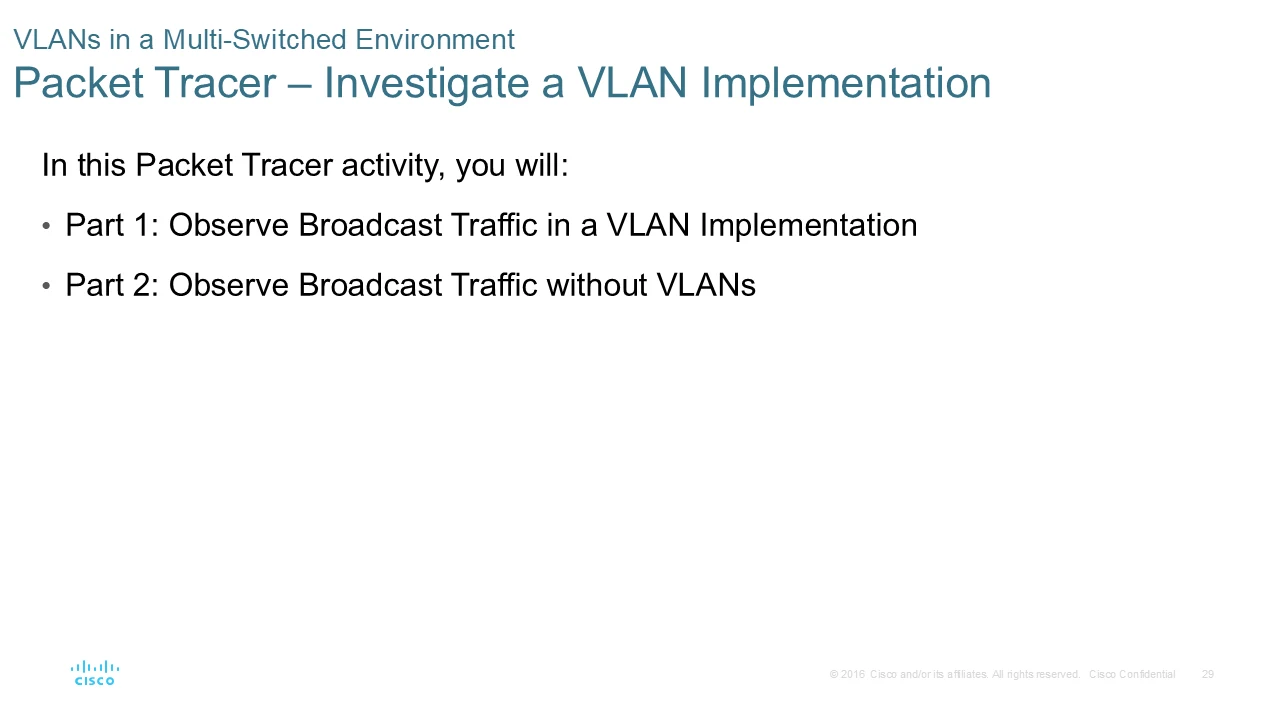 VLANs in a Multi-Switched Environment
Packet Tracer – Investigate a VLAN Implementation
In this Packet Tracer activity, you will:
• Part 1: Observe Broadcast Traffic in a VLAN Implementation
• Part 2: Observe Broadcast Traffic without VLANs
CISCO
© 2016 Cisco and/or its affiliates. All rights reserved. Cisco Confidential 29